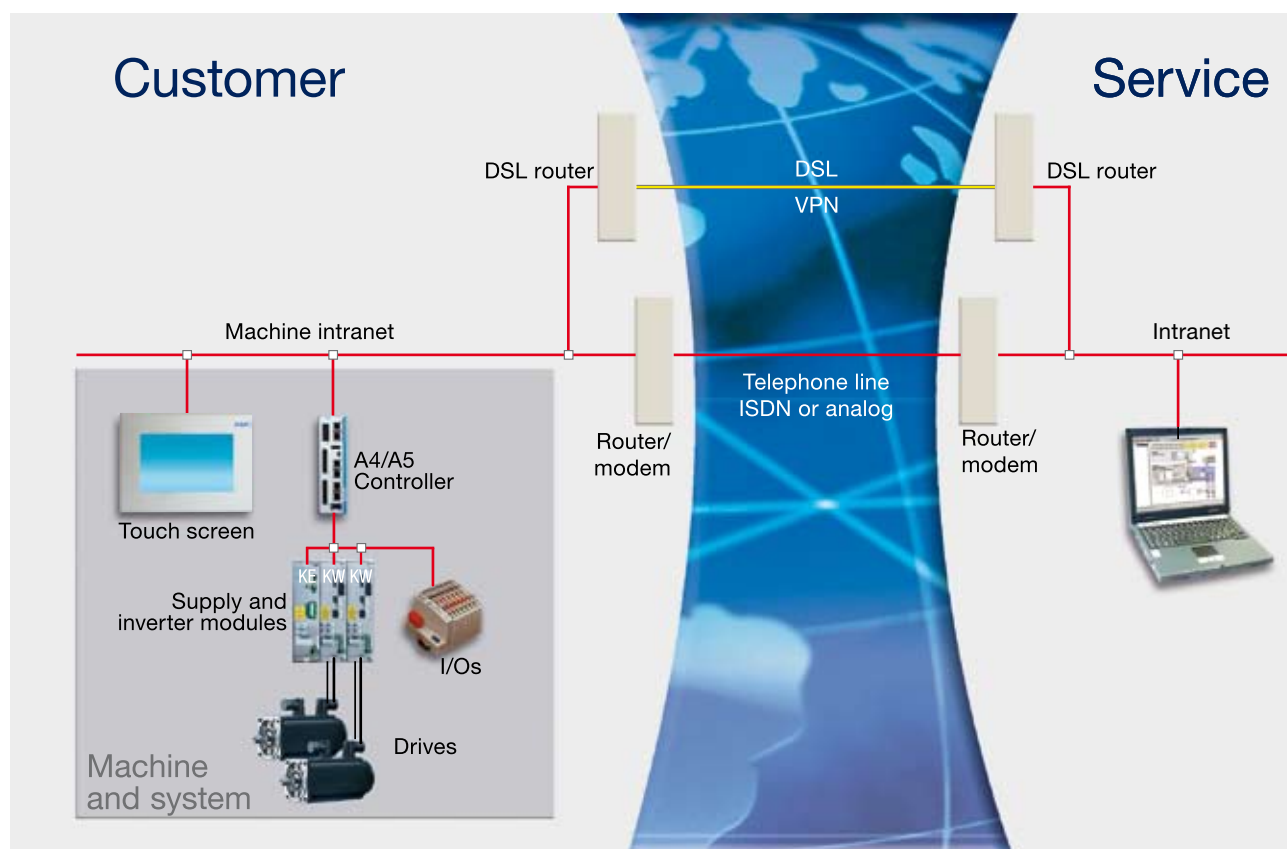 Customer
Service
DSL router
DSL
VPN
DSL router
Machine intranet
Intranet
Telephone line
ISDN or analog
Router/
modem
Router/
modem
A4/A5
Controller
Touch screen
KE KW KW
Supply and
inverter modules
I/Os
Drives
Machine
and system